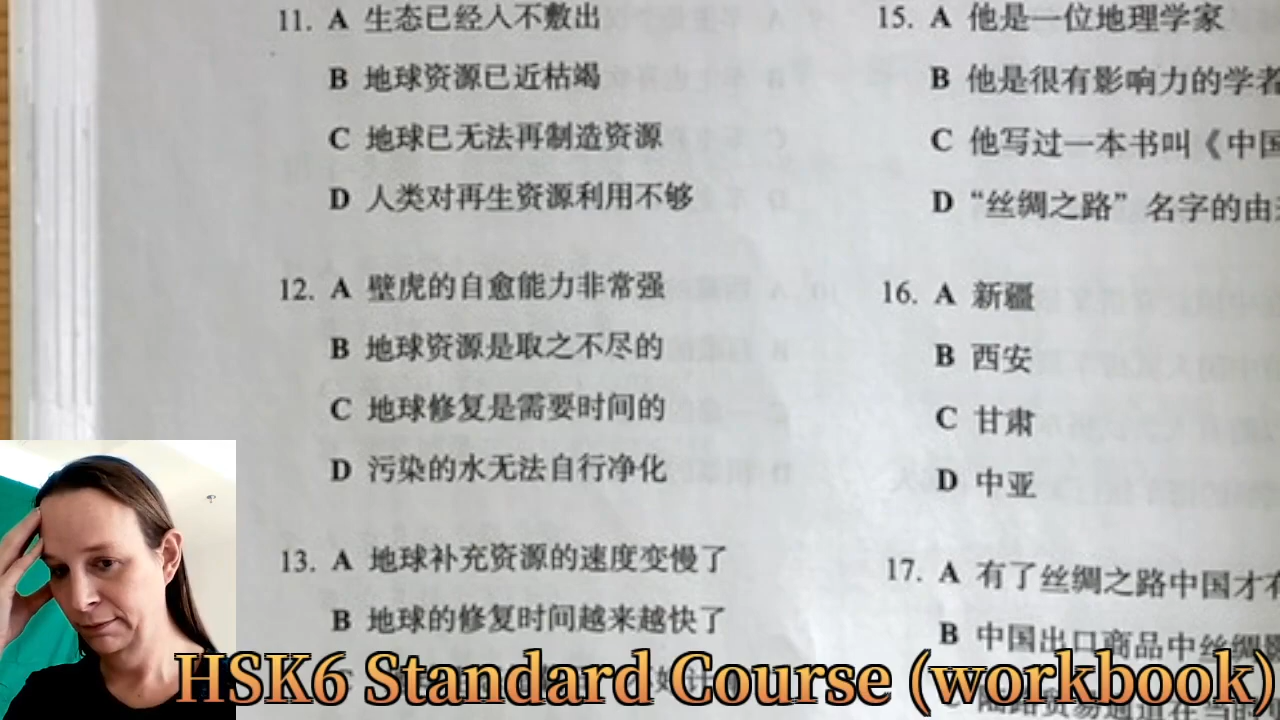 11. A 生态已经入不敷出
B 地球资源已近枯竭
C 地球已无法再制造资源
D 人类对再生资源利用不够
12. A 壁虎的自愈能力非常强
B 地球资源是取之不尽的
C 地球修复是需要时间的
D 污染的水无法自行净化
13. A 地球补充资源的速度变慢了
B 地球的修复时间越来越快了
15. A 他是一位地理学家
B 他是很有影响力的学者
C 他写过一本书叫《中国
D “丝绸之路”名字的由
16. A 新疆
B 西安
C 甘肃
D 中亚
17. A 有了丝绸之路中国才有
B 中国出口商品中丝绸
C 陆路贸易通道在当时
HSK6 Standard Course (workbook)